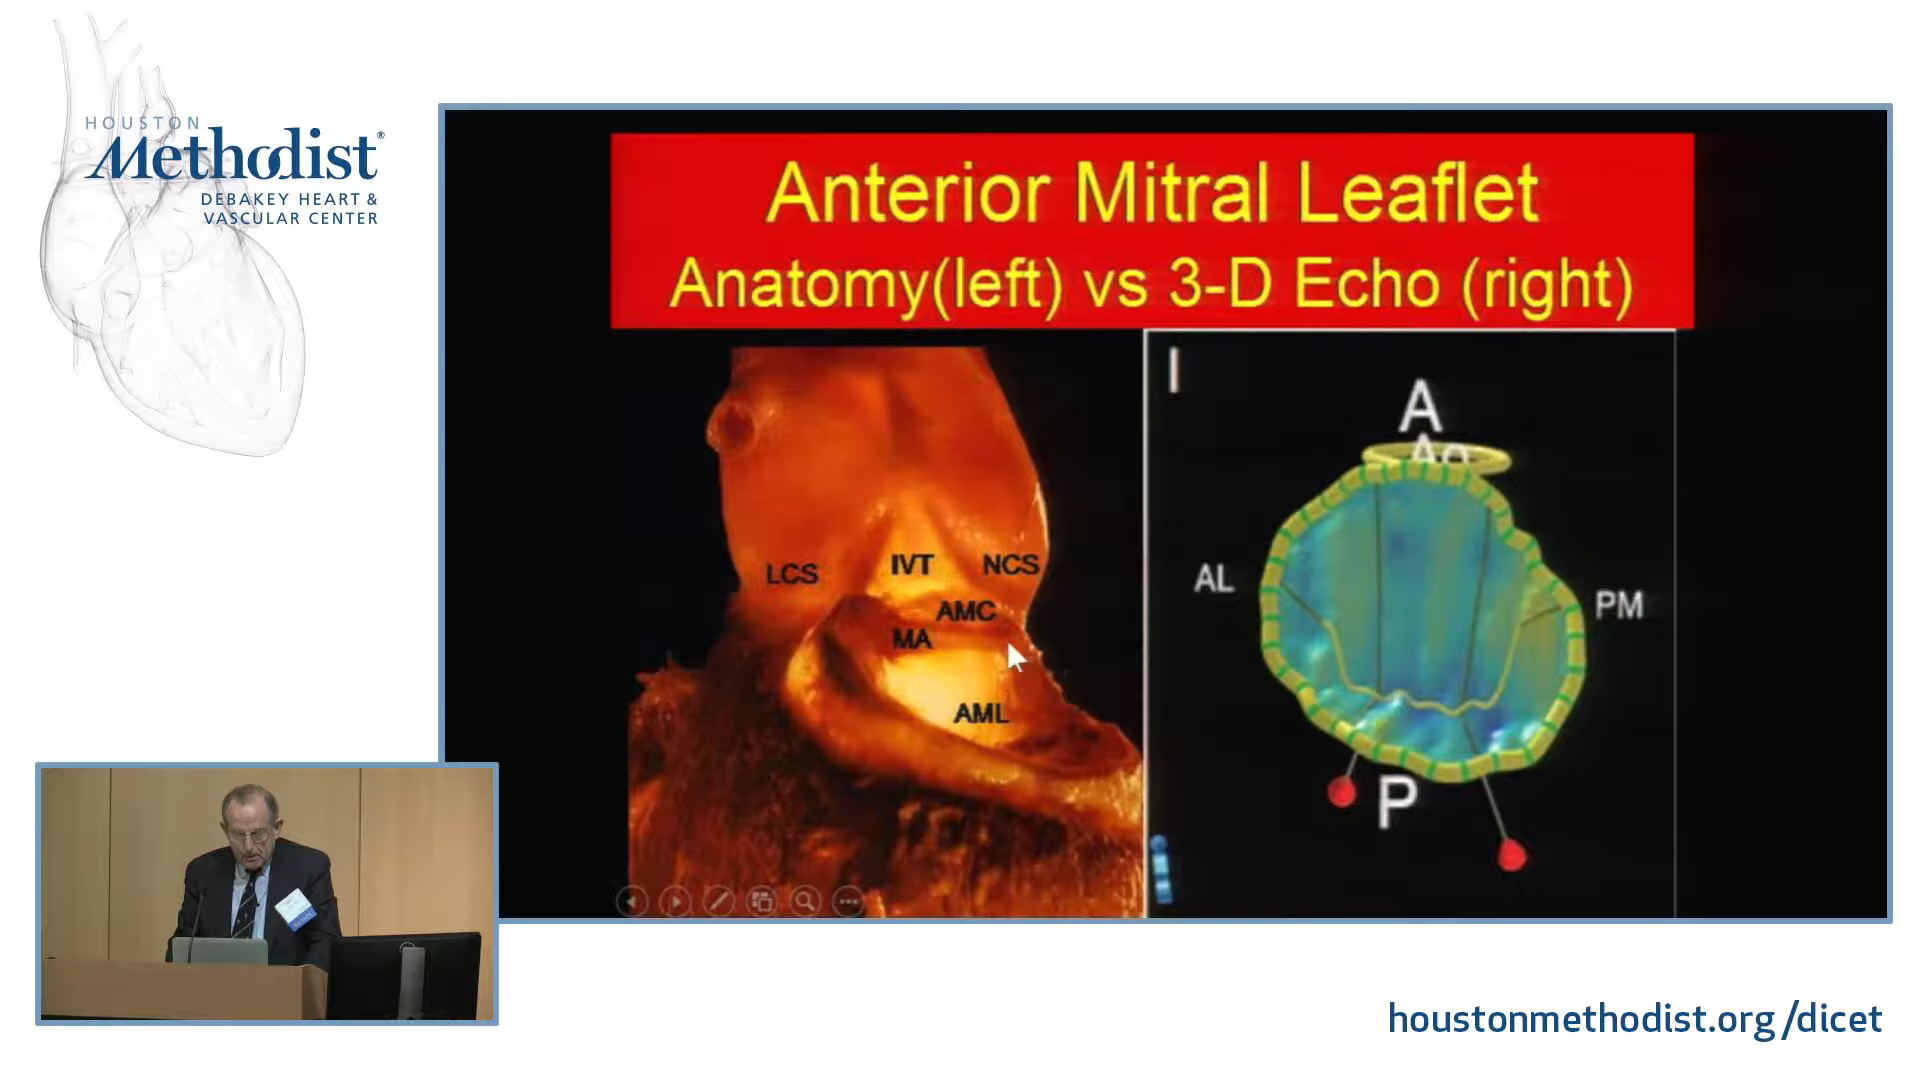 HOUSTON
Methodist®
DEBAKEY HEART &
VASCULAR CENTER
Anterior Mitral Leaflet
Anatomy(left) vs 3-D Echo (right)
A
Ao
AL
PM
P
LCS
IVT
NCS
AMC
MA
AML
houstonmethodist.org/dicet